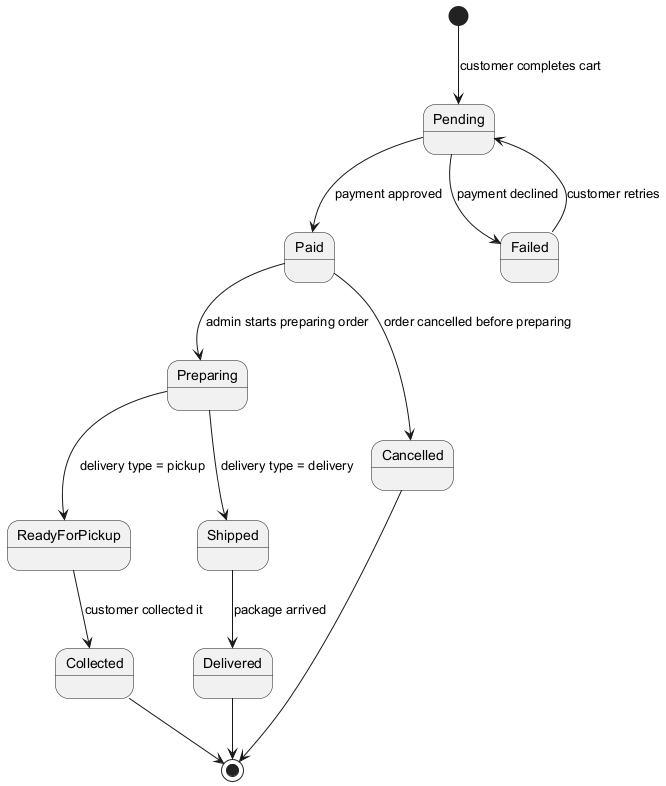 customer completes cart
Pending
payment approved
payment declined
customer retries
Paid
Failed
admin starts preparing order
order cancelled before preparing
Preparing
Cancelled
delivery type = pickup
delivery type = delivery
ReadyForPickup
Shipped
customer collected it
package arrived
Collected
Delivered